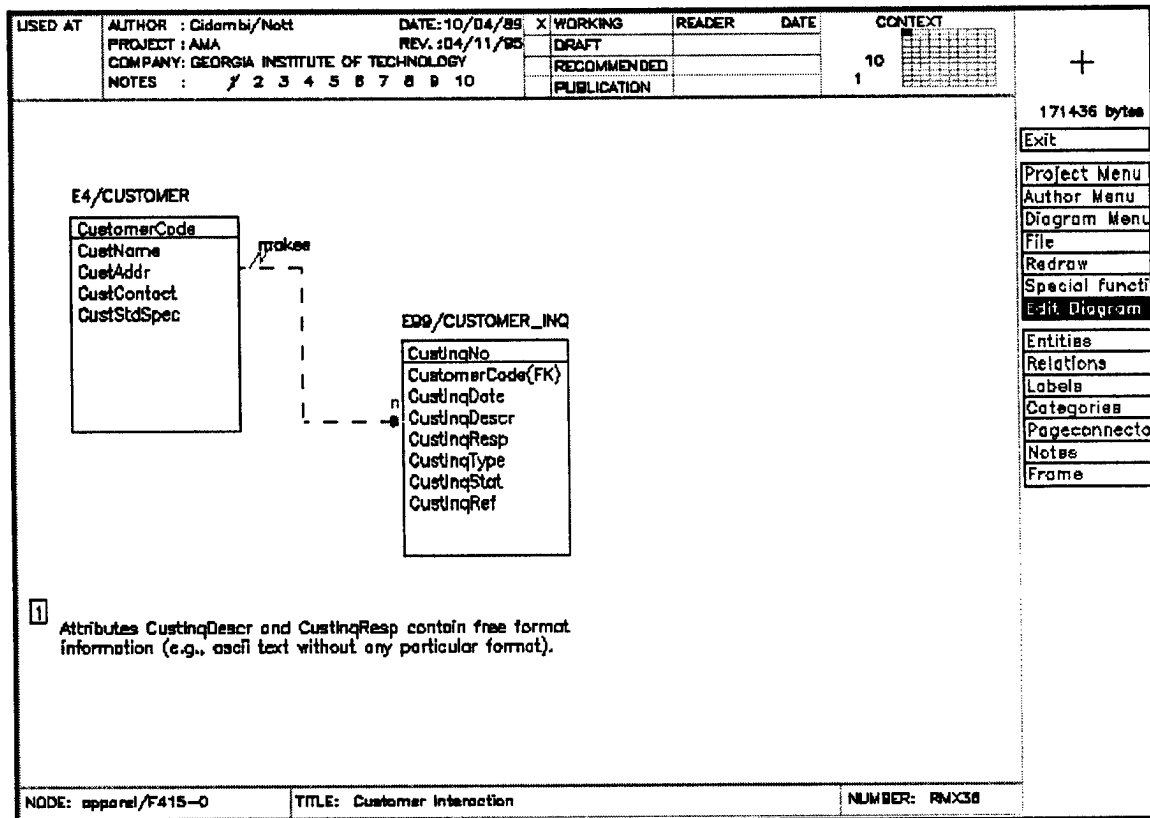 USED AT
AUTHOR : Cidambi/Nott DATE:10/04/89
PROJECT : AMA REV. :04/11/95
COMPANY: GEORGIA INSTITUTE OF TECHNOLOGY
NOTES : 1 2 3 4 5 6 7 8 9 10
X WORKING
DRAFT
RECOMMENDED
PUBLICATION
READER DATE
CONTEXT
10
1
171436 bytes
Exit
Project Menu
Author Menu
Diagram Menu
File
Redraw
Special functi
Edit Diagram
Entities
Relations
Labels
Categories
Pageconnecto
Notes
Frame
E4/CUSTOMER
CustomerCode
CustName
CustAddr
CustContact
CustStdSpec
makes
E99/CUSTOMER_INQ
CustInqNo
CustomerCode(FK)
CustInqDate
n
CustInqDescr
CustInqResp
CustInqType
CustInqStat
CustInqRef
1
Attributes CustInqDescr and CustInqResp contain free format
information (e.g., ascii text without any particular format).
NODE: apparel/F415-0
TITLE: Customer Interaction
NUMBER: RMX36